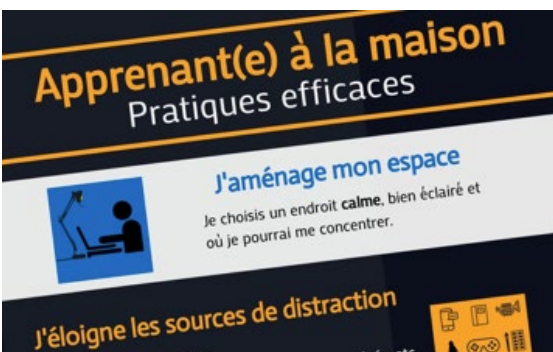 Apprenant(e) à la maison
Pratiques efficaces
J'aménage mon espace
Je choisis un endroit calme, bien éclairé et
où je pourrai me concentrer.
J'éloigne les sources de distraction